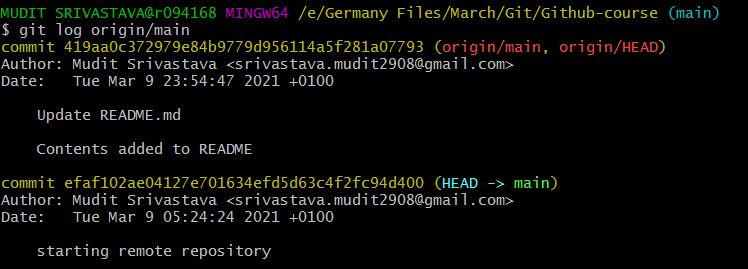 MUDIT SRIVASTAVA@r094168 MINGW64 /e/Germany Files/March/Git/Github-course (main)
$ git log origin/main
commit 419aa0c372979e84b9779d956114a5f281a07793 (origin/main, origin/HEAD)
Author: Mudit Srivastava <srivastava.mudit2908@gmail.com>
Date:   Tue Mar 9 23:54:47 2021 +0100
Update README.md
Contents added to README
commit efaf102ae04127e701634efd5d63c4f2fc94d400 (HEAD -> main)
Author: Mudit Srivastava <srivastava.mudit2908@gmail.com>
Date:   Tue Mar 9 05:24:24 2021 +0100
starting remote repository